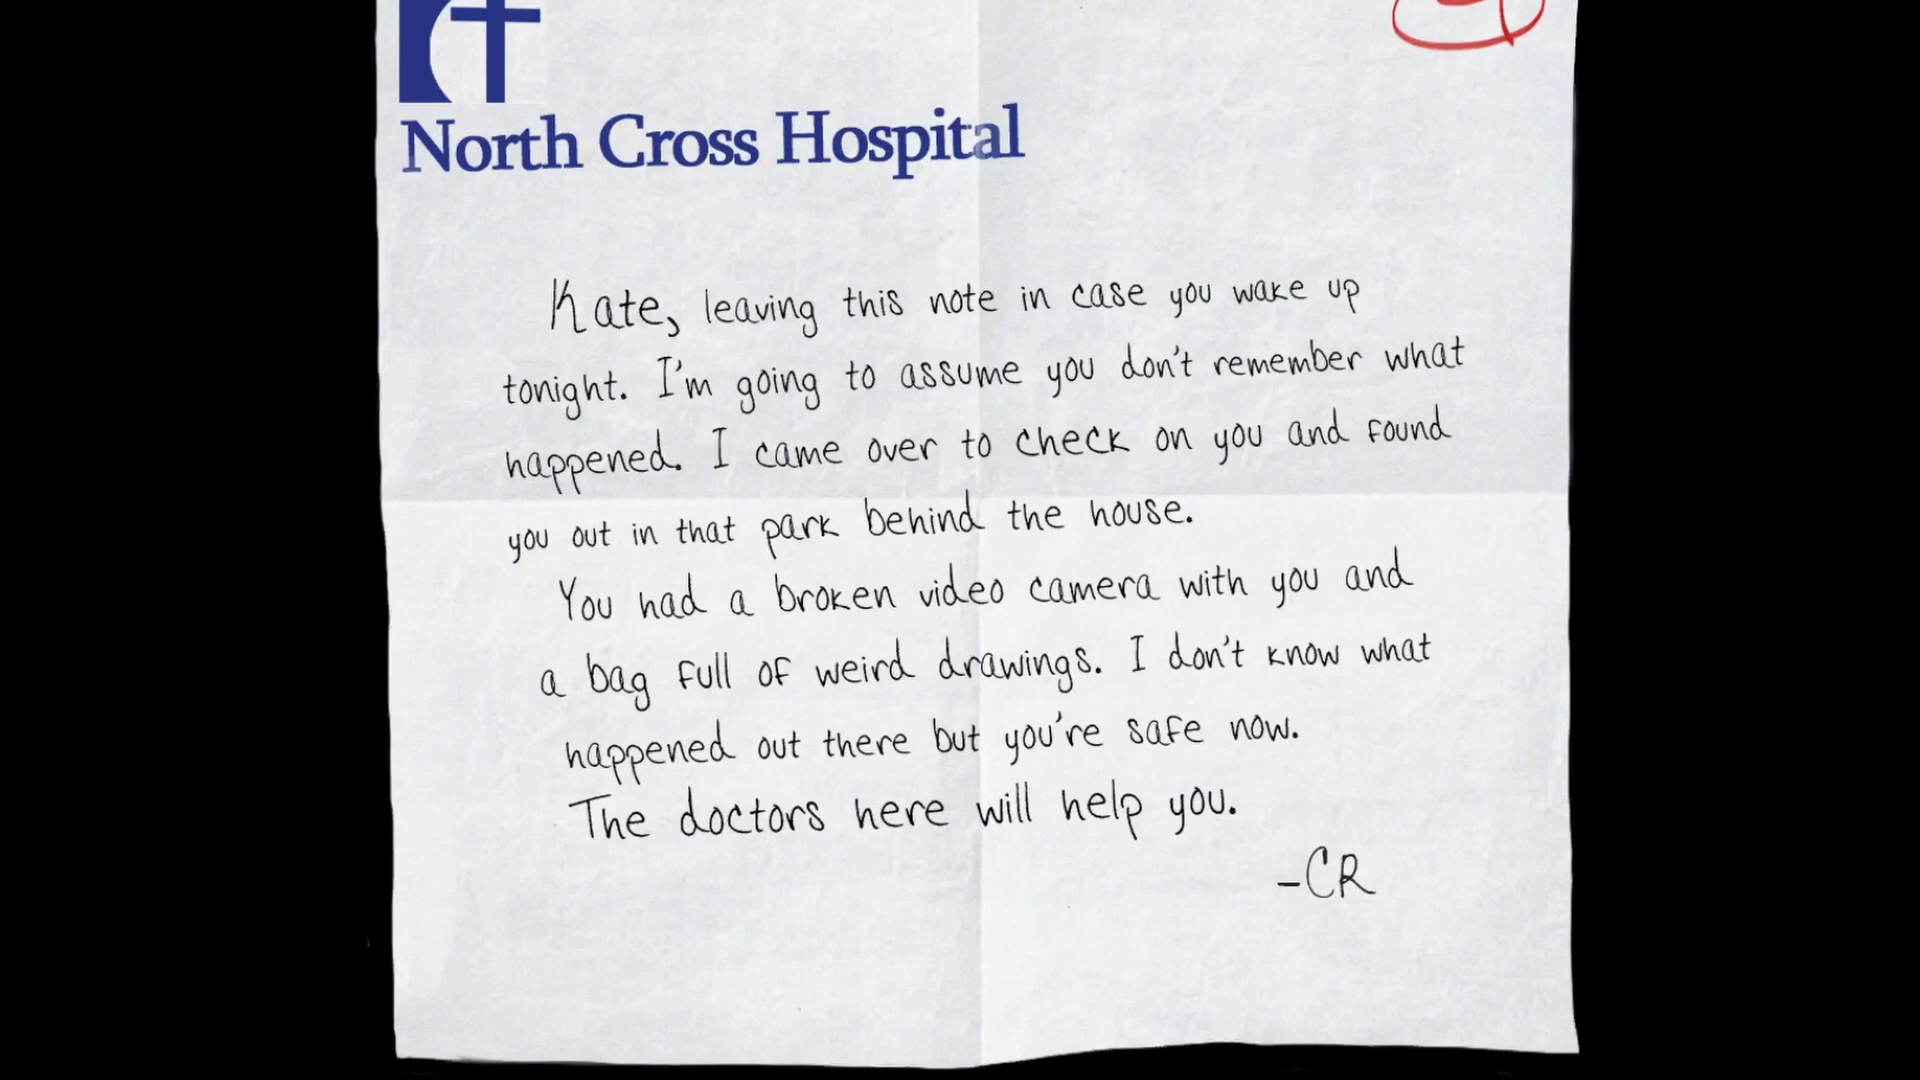 North Cross Hospital
Kate, leaving this note in case you wake up
tonight. I'm going to assume you don't remember what
happened. I came over to check on you and found
you out in that park behind the house.
You had a broken video camera with you and
a bag full of weird drawings. I don't know what
happened out there but you're safe now.
The doctors here will help you.
-CR